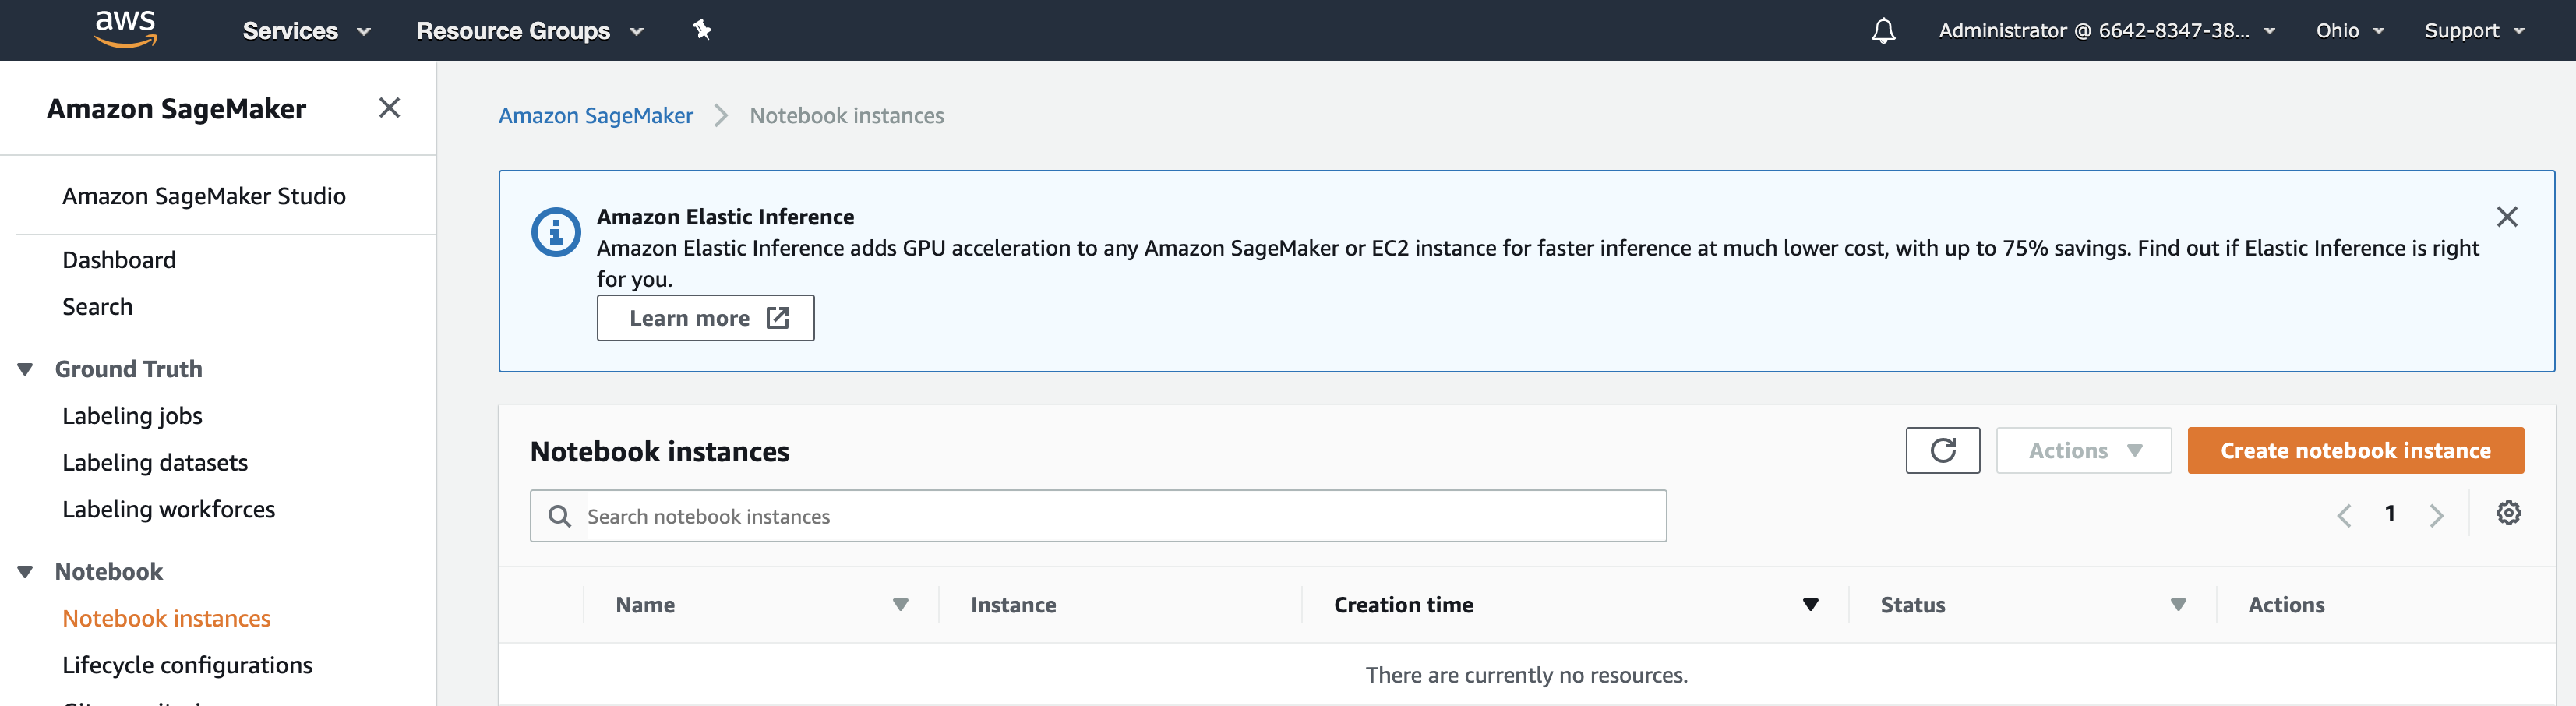 aws
Services
Resource Groups
Administrator @ 6642-8347-38...
Ohio
Support
Amazon SageMaker
Amazon SageMaker Studio
Dashboard
Search
Ground Truth
Labeling jobs
Labeling datasets
Labeling workforces
Notebook
Notebook instances
Lifecycle configurations
Amazon SageMaker
Notebook instances
Amazon Elastic Inference
Amazon Elastic Inference adds GPU acceleration to any Amazon SageMaker or EC2 instance for faster inference at much lower cost, with up to 75% savings. Find out if Elastic Inference is right
for you.
Learn more
Notebook instances
Actions
Create notebook instance
Search notebook instances
1
Name
Instance
Creation time
Status
Actions
There are currently no resources.